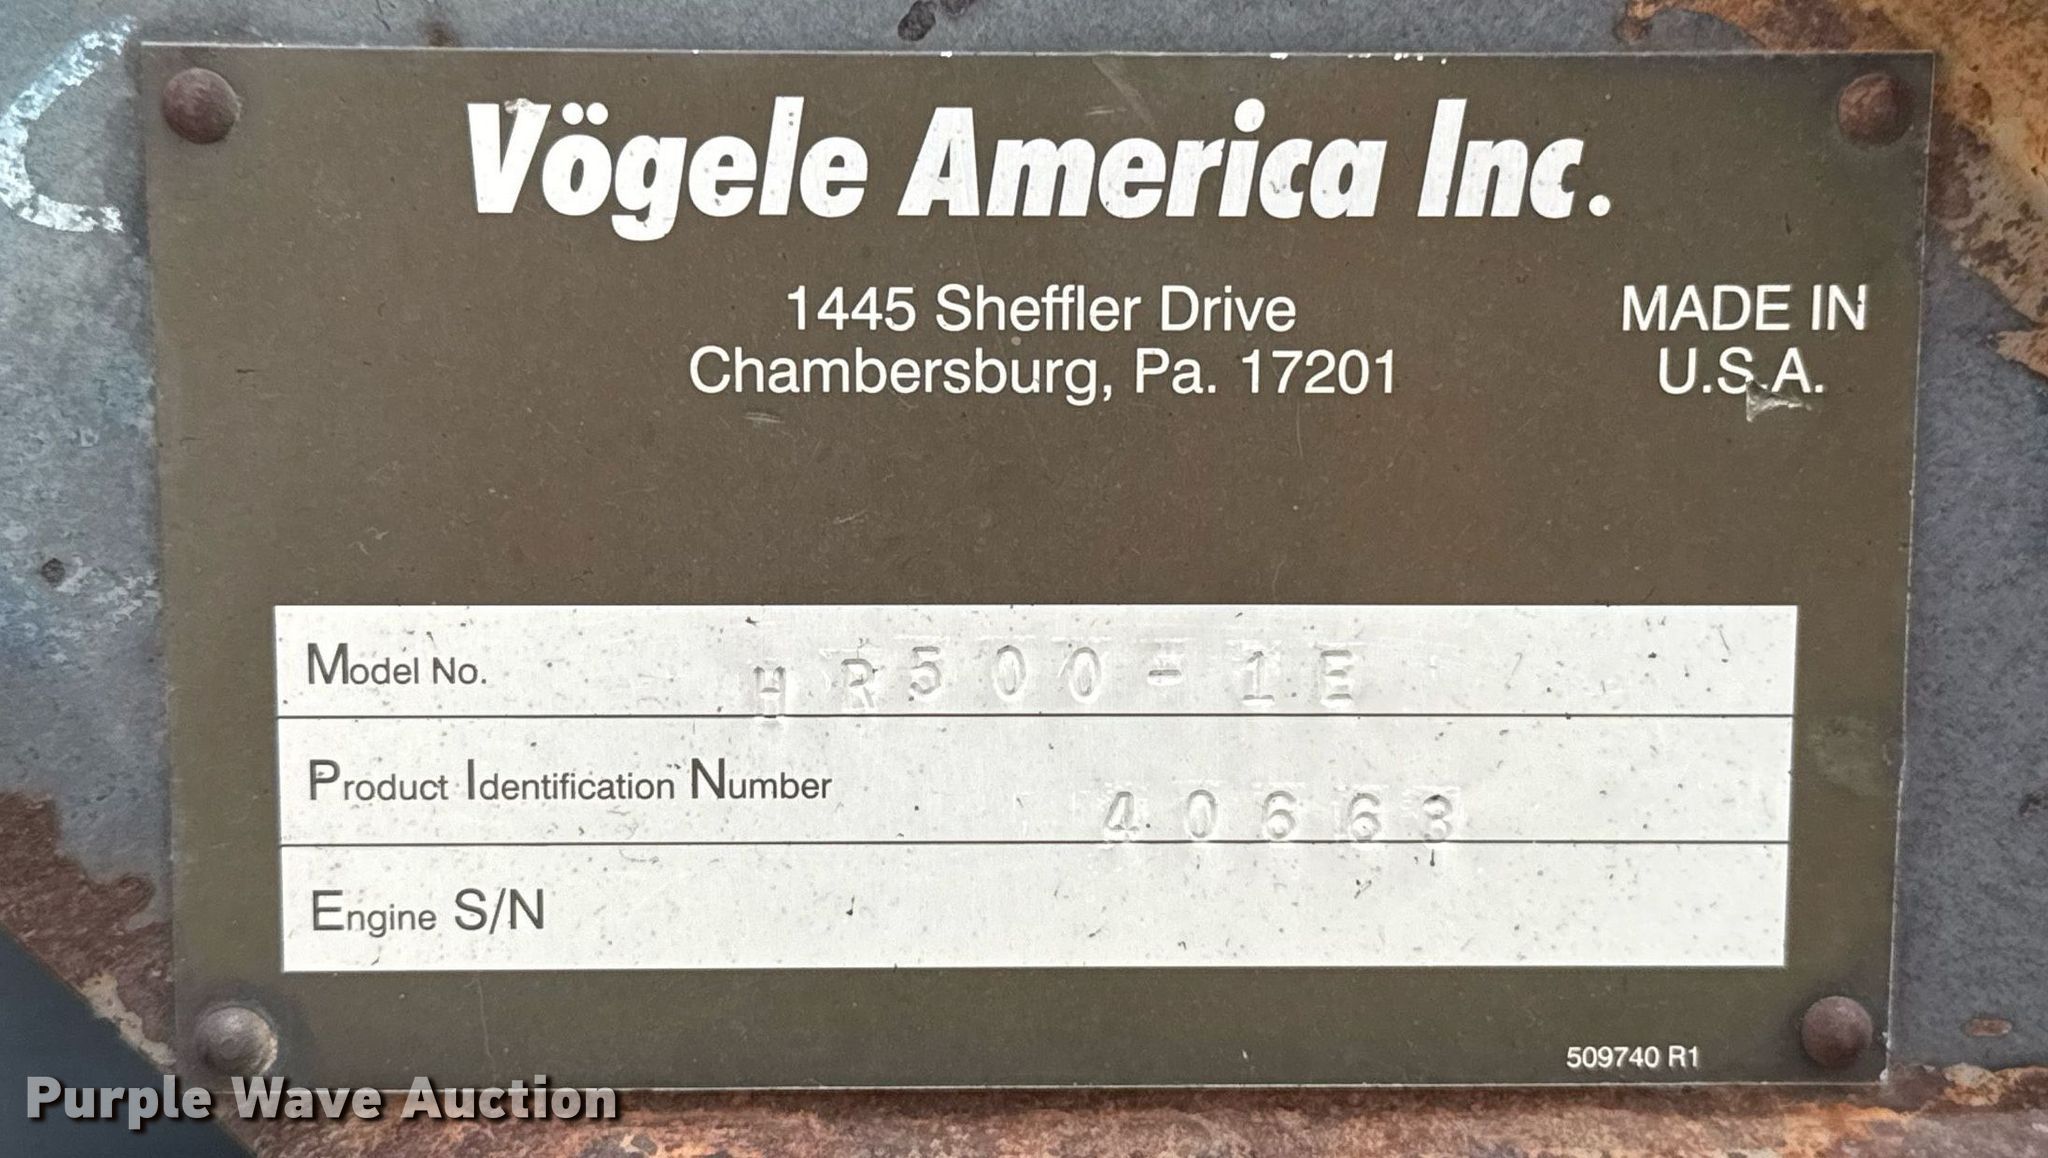 Vögele America Inc.
1445 Sheffler Drive
Chambersburg, Pa. 17201
MADE IN
U.S.A.
Model No. HR500-1E
Product Identification Number 40663
Engine S/N
509740 R1
Purple Wave Auction